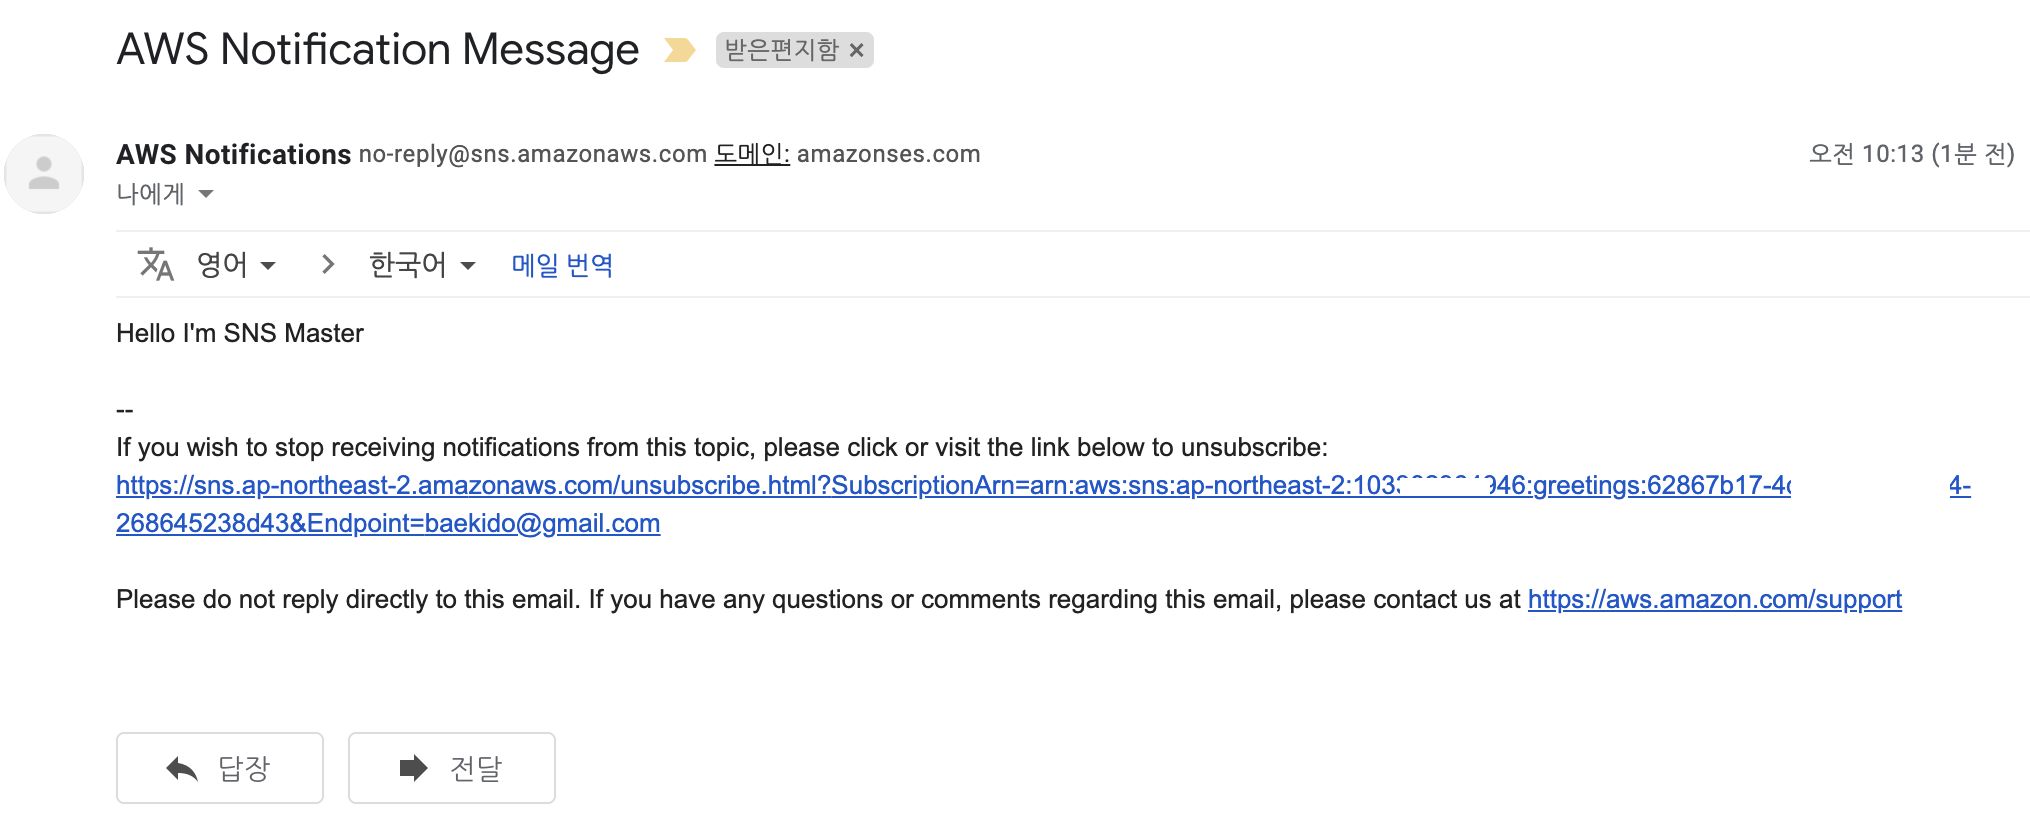 AWS Notification Message 받은편지함 ×
AWS Notifications no-reply@sns.amazonaws.com 도메인: amazonses.com 오전 10:13 (1분 전)
나에게
영어 > 한국어 메일 번역
Hello I'm SNS Master
--
If you wish to stop receiving notifications from this topic, please click or visit the link below to unsubscribe:
https://sns.ap-northeast-2.amazonaws.com/unsubscribe.html?SubscriptionArn=arn:aws:sns:ap-northeast-2:103 946:greetings:62867b17-4 4-
268645238d43&Endpoint=baekido@gmail.com
Please do not reply directly to this email. If you have any questions or comments regarding this email, please contact us at https://aws.amazon.com/support
답장 전달